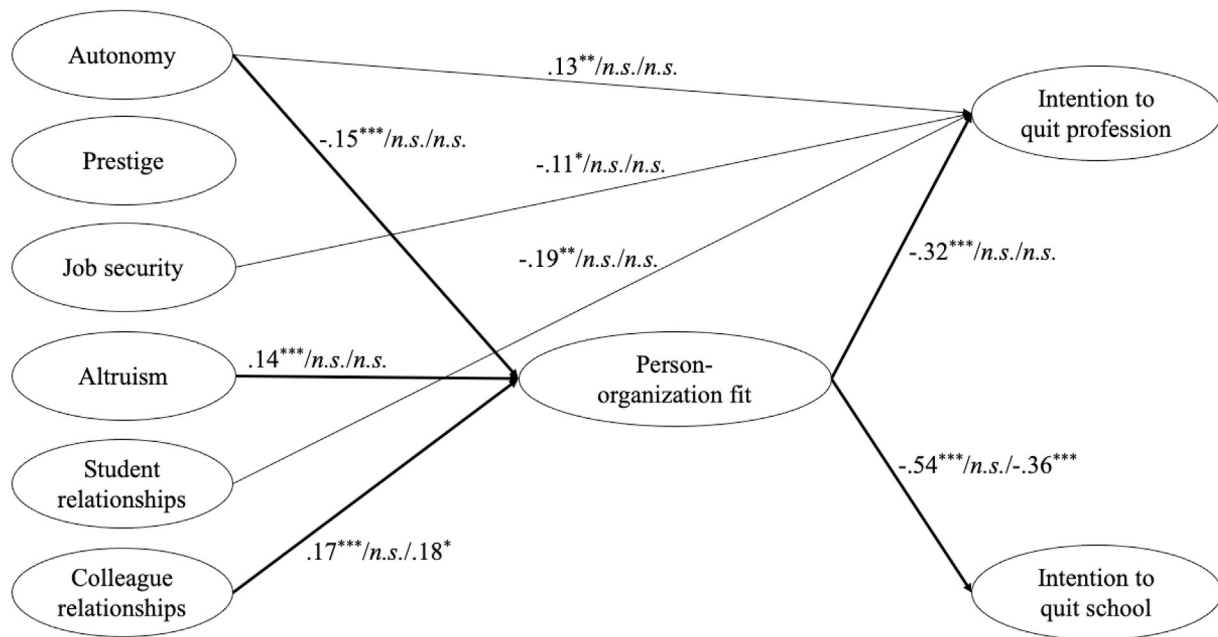 Autonomy
.13**/n.s./n.s.
Intention to
quit profession
-.15***/n.s./n.s.
Prestige
-.11*/n.s./n.s.
Job security
-.19**/n.s./n.s.
-.32***/n.s./n.s.
Altruism
.14***/n.s./n.s.
Person-
organization fit
Student
relationships
-.54***/n.s./-.36***
.17***/n.s./.18*
Colleague
relationships
Intention to
quit school